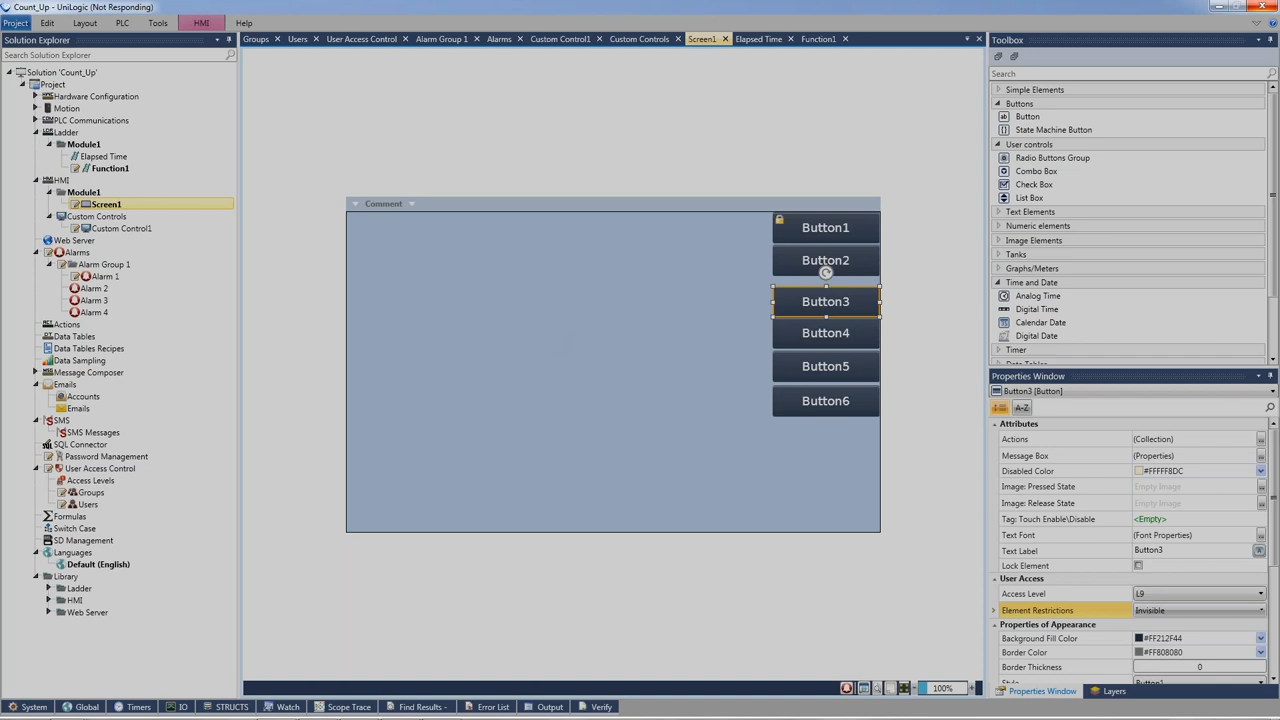 Count_Up - UniLogic (Not Responding)
Project Edit Layout PLC Tools HMI Help
Solution Explorer
Groups Users User Access Control Alarm Group 1 Alarms Custom Control1 Custom Controls Screen1 Elapsed Time Function1
Toolbox
Search Solution Explorer
Search
Solution 'Count_Up'
Project
Hardware Configuration
Motion
PLC Communications
Ladder
Module1
Elapsed Time
Function1
HMI
Module1
Screen1
Custom Controls
Custom Control1
Web Server
Alarms
Alarm Group 1
Alarm 1
Alarm 2
Alarm 3
Alarm 4
Actions
Data Tables
Data Tables Recipes
Data Sampling
Message Composer
Emails
Accounts
Emails
SMS
SMS Messages
SQL Connector
Password Management
User Access Control
Access Levels
Groups
Users
Formulas
Switch Case
SD Management
Languages
Default (English)
Library
Ladder
HMI
Web Server
Comment
Button1
Button2
Button3
Button4
Button5
Button6
100%
Simple Elements
Buttons
Button
State Machine Button
User controls
Radio Buttons Group
Combo Box
Check Box
List Box
Text Elements
Numeric elements
Image Elements
Tanks
Graphs/Meters
Time and Date
Analog Time
Digital Time
Calendar Date
Digital Date
Timer
Properties Window
Button3 [Button]
A-Z
Attributes
Actions (Collection)
Message Box (Properties)
Disabled Color #FFFFF8DC
Image: Pressed State Empty Image
Image: Release State Empty Image
Tag: Touch Enable\Disable <Empty>
Text Font (Font Properties)
Text Label Button3
Lock Element
User Access
Access Level L9
Element Restrictions Invisible
Properties of Appearance
Background Fill Color #FF212F44
Border Color #FF808080
Border Thickness 0
Style Button1
Properties Window Layers
System Global Timers IO STRUCTS Watch Scope Trace Find Results - Error List Output Verify